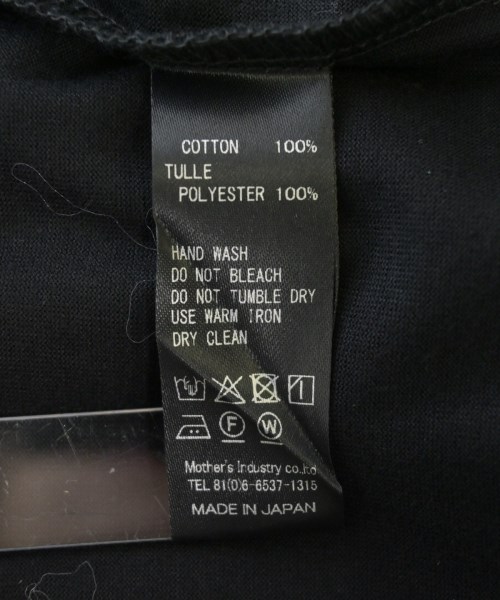 COTTON 100%
TULLE
POLYESTER 100%
HAND WASH
DO NOT BLEACH
DO NOT TUMBLE DRY
USE WARM IRON
DRY CLEAN
F W
Mother's Industry co.,ltd
TEL 81(0)6-6537-1315
MADE IN JAPAN